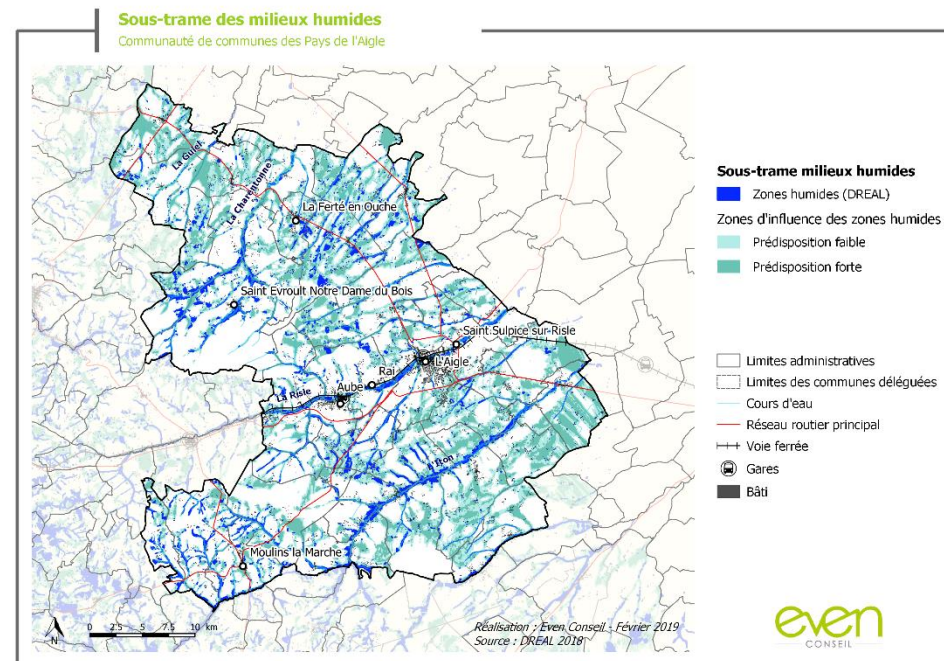 Sous-trame des milieux humides
Communauté de communes des Pays de l'Aigle
La Guiel
La Charentonne
La Ferté en Ouche
Saint Evroult Notre Dame du Bois
Saint Sulpice sur Risle
L'Aigle
Rai
Aube
La Risle
L'Iton
Moulins la Marche
N
0 2.5 5 7.5 10 km
Réalisation : Even Conseil - Février 2019
Source : DREAL 2018
Sous-trame milieux humides
Zones humides (DREAL)
Zones d'influence des zones humides
Prédisposition faible
Prédisposition forte
Limites administratives
Limites des communes déléguées
Cours d'eau
Réseau routier principal
Voie ferrée
Gares
Bâti
even
CONSEIL